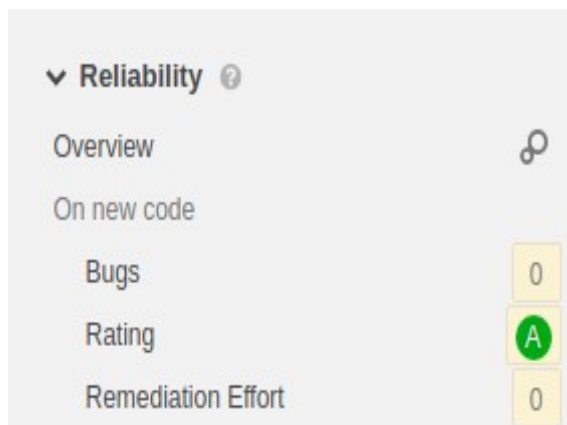 Reliability ?
Overview
On new code
Bugs 0
Rating A
Remediation Effort 0